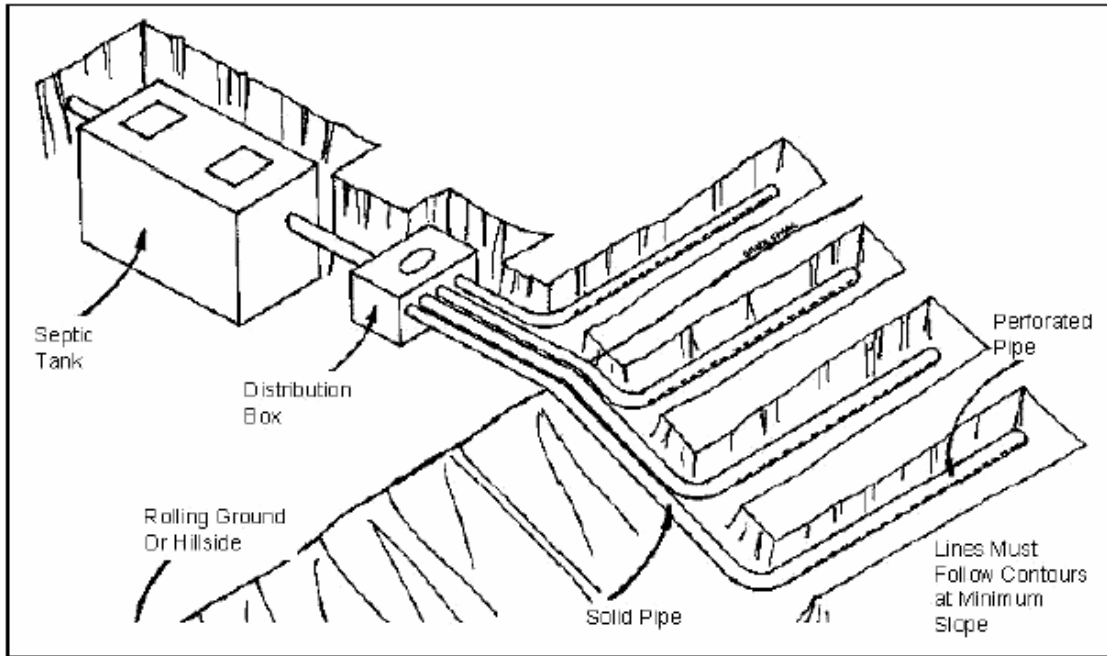 Septic
Tank
Distribution
Box
Perforated
Pipe
Rolling Ground
Or Hillside
Solid Pipe
Lines Must
Follow Contours
at Minimum
Slope